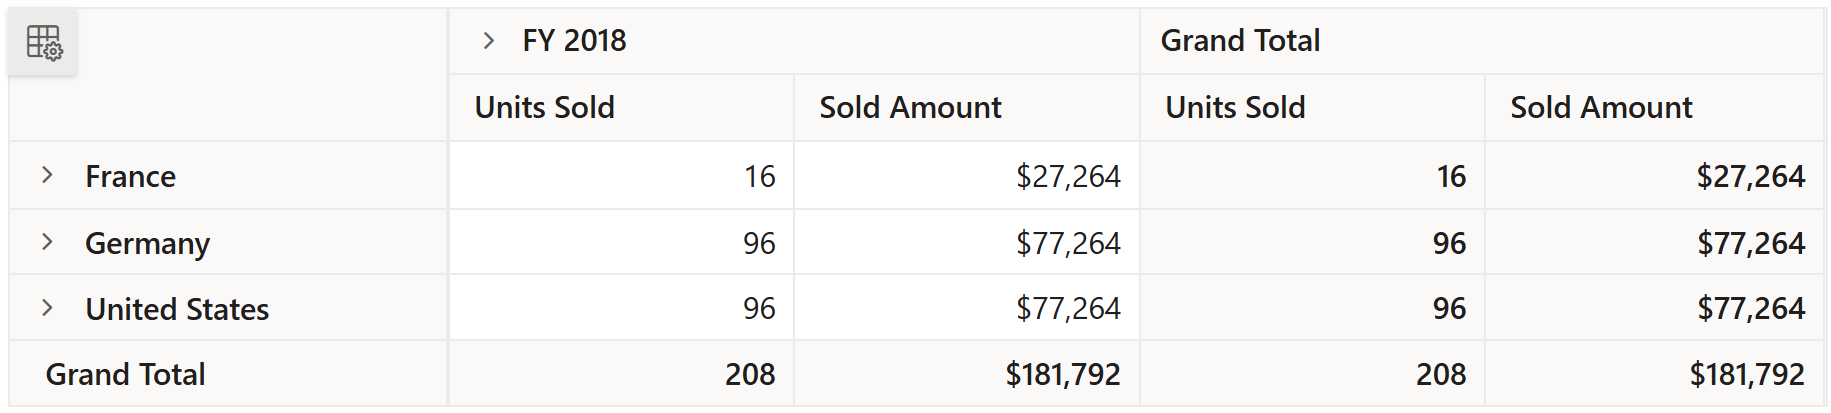 FY 2018 Grand Total
Units Sold Sold Amount Units Sold Sold Amount
France 16 $27,264 16 $27,264
Germany 96 $77,264 96 $77,264
United States 96 $77,264 96 $77,264
Grand Total 208 $181,792 208 $181,792